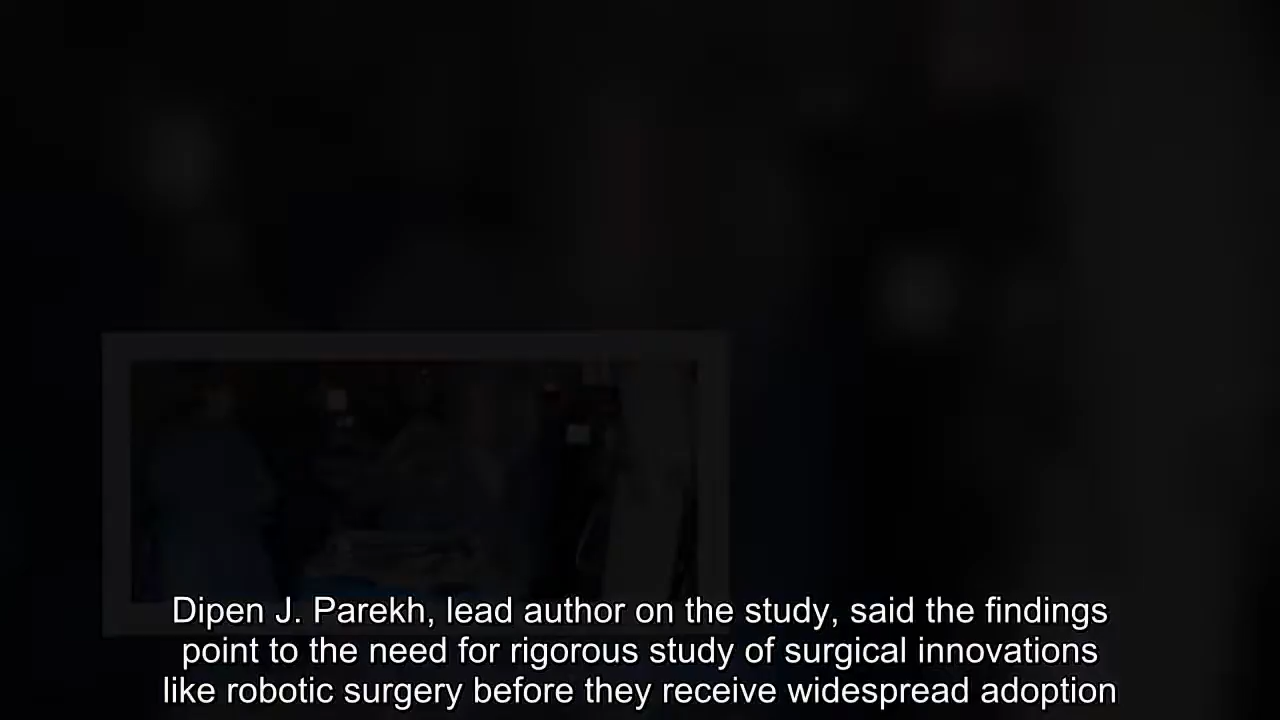 Dipen J. Parekh, lead author on the study, said the findings
point to the need for rigorous study of surgical innovations
like robotic surgery before they receive widespread adoption